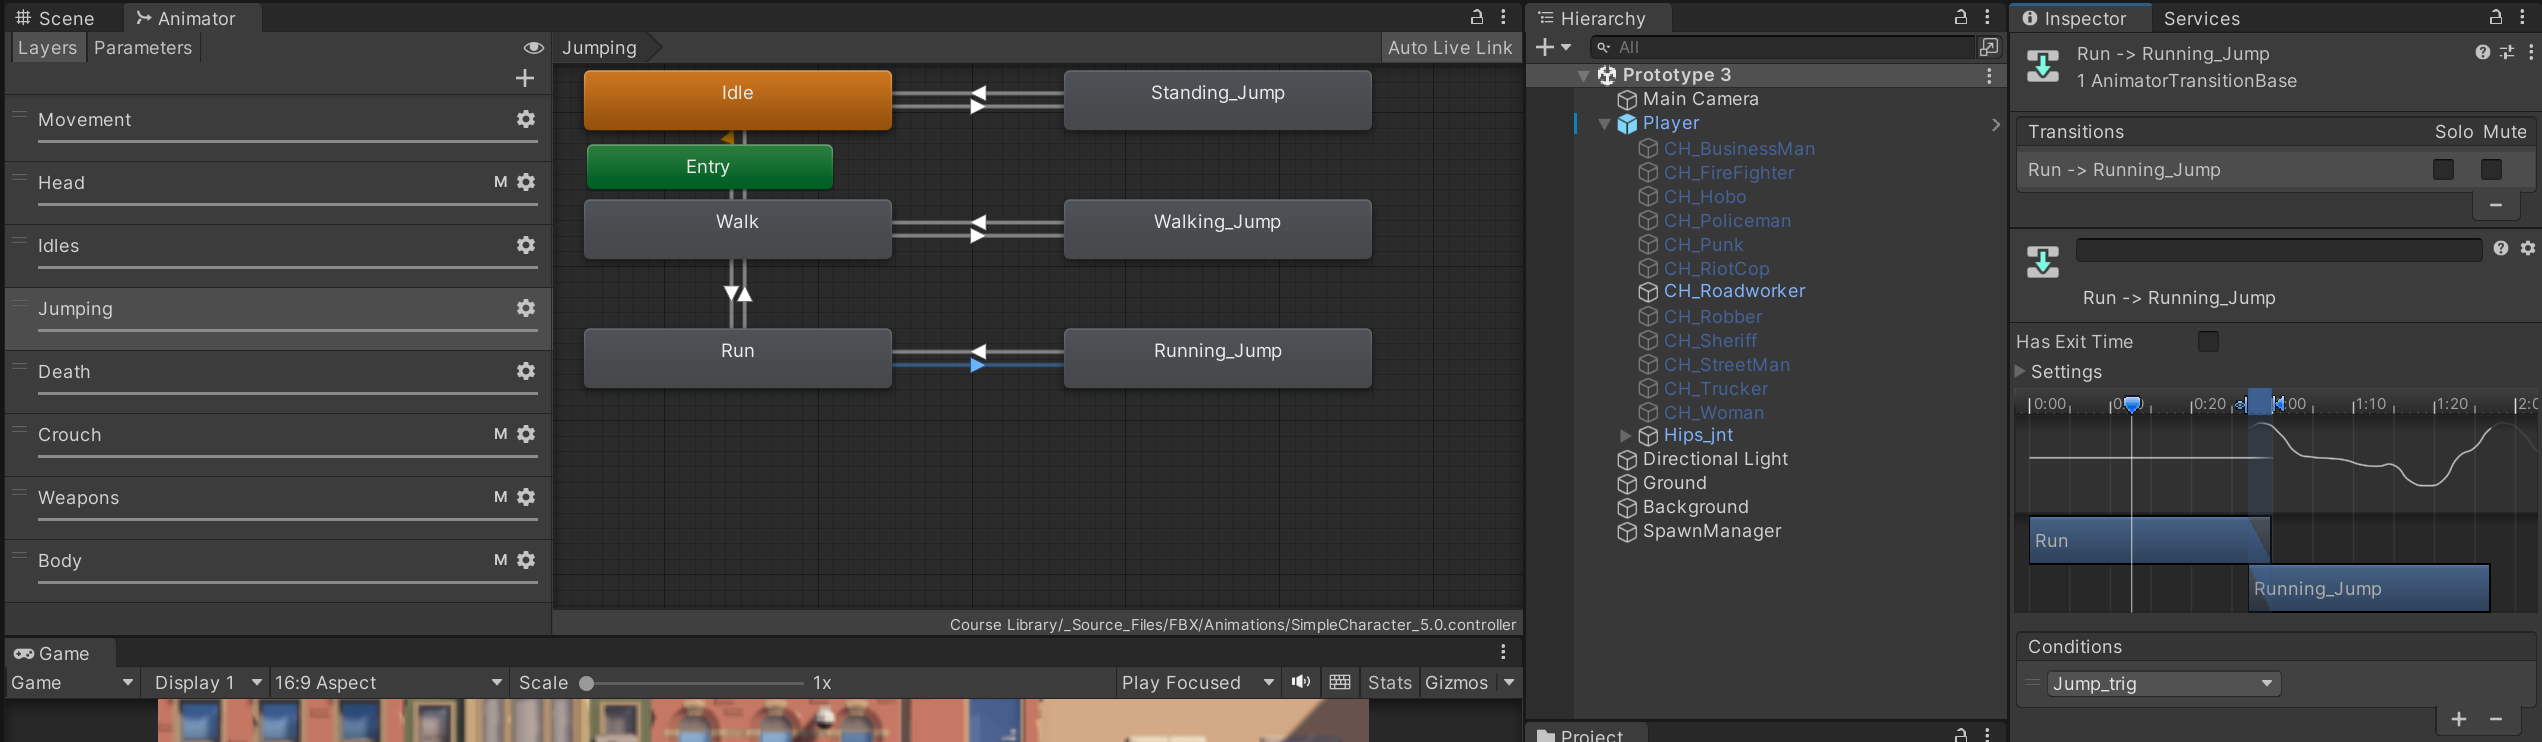 Scene
Animator
Layers
Parameters
Movement
Head
M
Idles
Jumping
Death
Crouch
M
Weapons
M
Body
M
Jumping
Auto Live Link
Idle
Standing_Jump
Entry
Walk
Walking_Jump
Run
Running_Jump
Course Library/_Source_Files/FBX/Animations/SimpleCharacter_5.0.controller
Game
Game
Display 1
16:9 Aspect
Scale
1x
Play Focused
Stats
Gizmos
Hierarchy
All
Prototype 3
Main Camera
Player
CH_BusinessMan
CH_FireFighter
CH_Hobo
CH_Policeman
CH_Punk
CH_RiotCop
CH_Roadworker
CH_Robber
CH_Sheriff
CH_StreetMan
CH_Trucker
CH_Woman
Hips_jnt
Directional Light
Ground
Background
SpawnManager
Project
Inspector
Services
Run -> Running_Jump
1 AnimatorTransitionBase
Transitions
Solo Mute
Run -> Running_Jump
Run -> Running_Jump
Has Exit Time
Settings
0:00 0:20 1:10 1:20
Run
Running_Jump
Conditions
Jump_trig